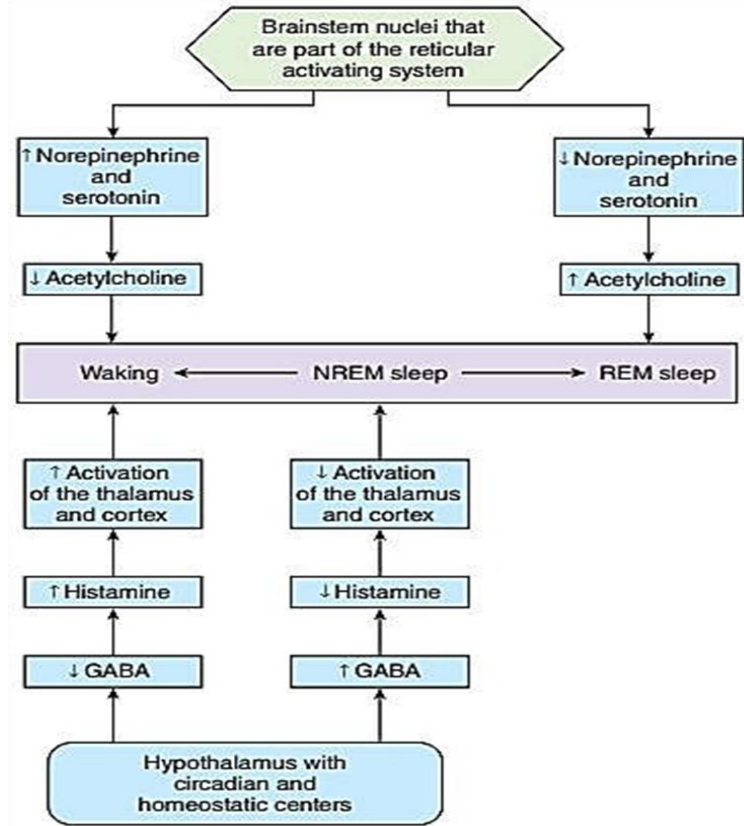 Brainstem nuclei that
are part of the reticular
activating system
↑ Norepinephrine
and
serotonin
↓ Norepinephrine
and
serotonin
↓ Acetylcholine
↑ Acetylcholine
Waking
NREM sleep
REM sleep
↑ Activation
of the thalamus
and cortex
↓ Activation
of the thalamus
and cortex
↑ Histamine
↓ Histamine
↓ GABA
↑ GABA
Hypothalamus with
circadian and
homeostatic centers